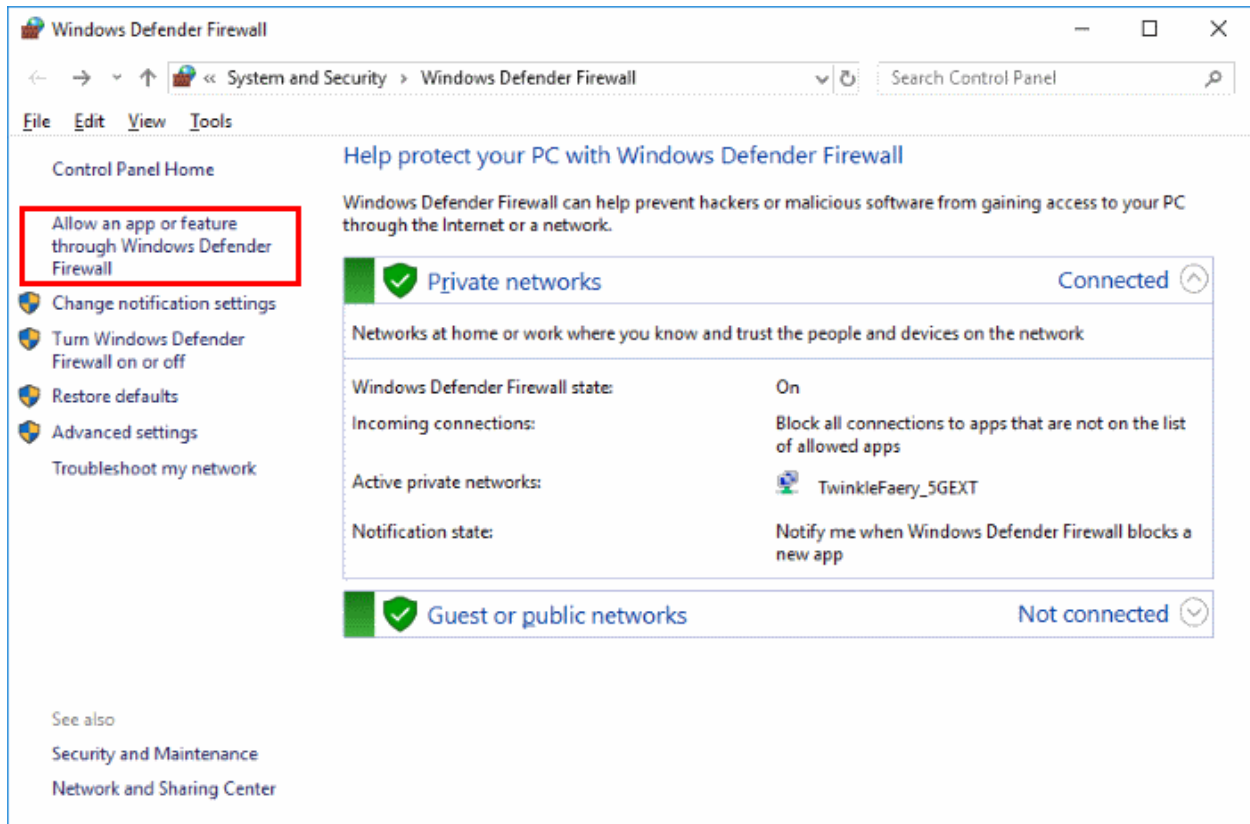 Windows Defender Firewall
« System and Security > Windows Defender Firewall
Search Control Panel
File Edit View Tools
Control Panel Home
Allow an app or feature
through Windows Defender
Firewall
Change notification settings
Turn Windows Defender
Firewall on or off
Restore defaults
Advanced settings
Troubleshoot my network
See also
Security and Maintenance
Network and Sharing Center
Help protect your PC with Windows Defender Firewall
Windows Defender Firewall can help prevent hackers or malicious software from gaining access to your PC
through the Internet or a network.
Private networks Connected
Networks at home or work where you know and trust the people and devices on the network
Windows Defender Firewall state: On
Incoming connections: Block all connections to apps that are not on the list
of allowed apps
Active private networks: TwinkleFaery_5GEXT
Notification state: Notify me when Windows Defender Firewall blocks a
new app
Guest or public networks Not connected